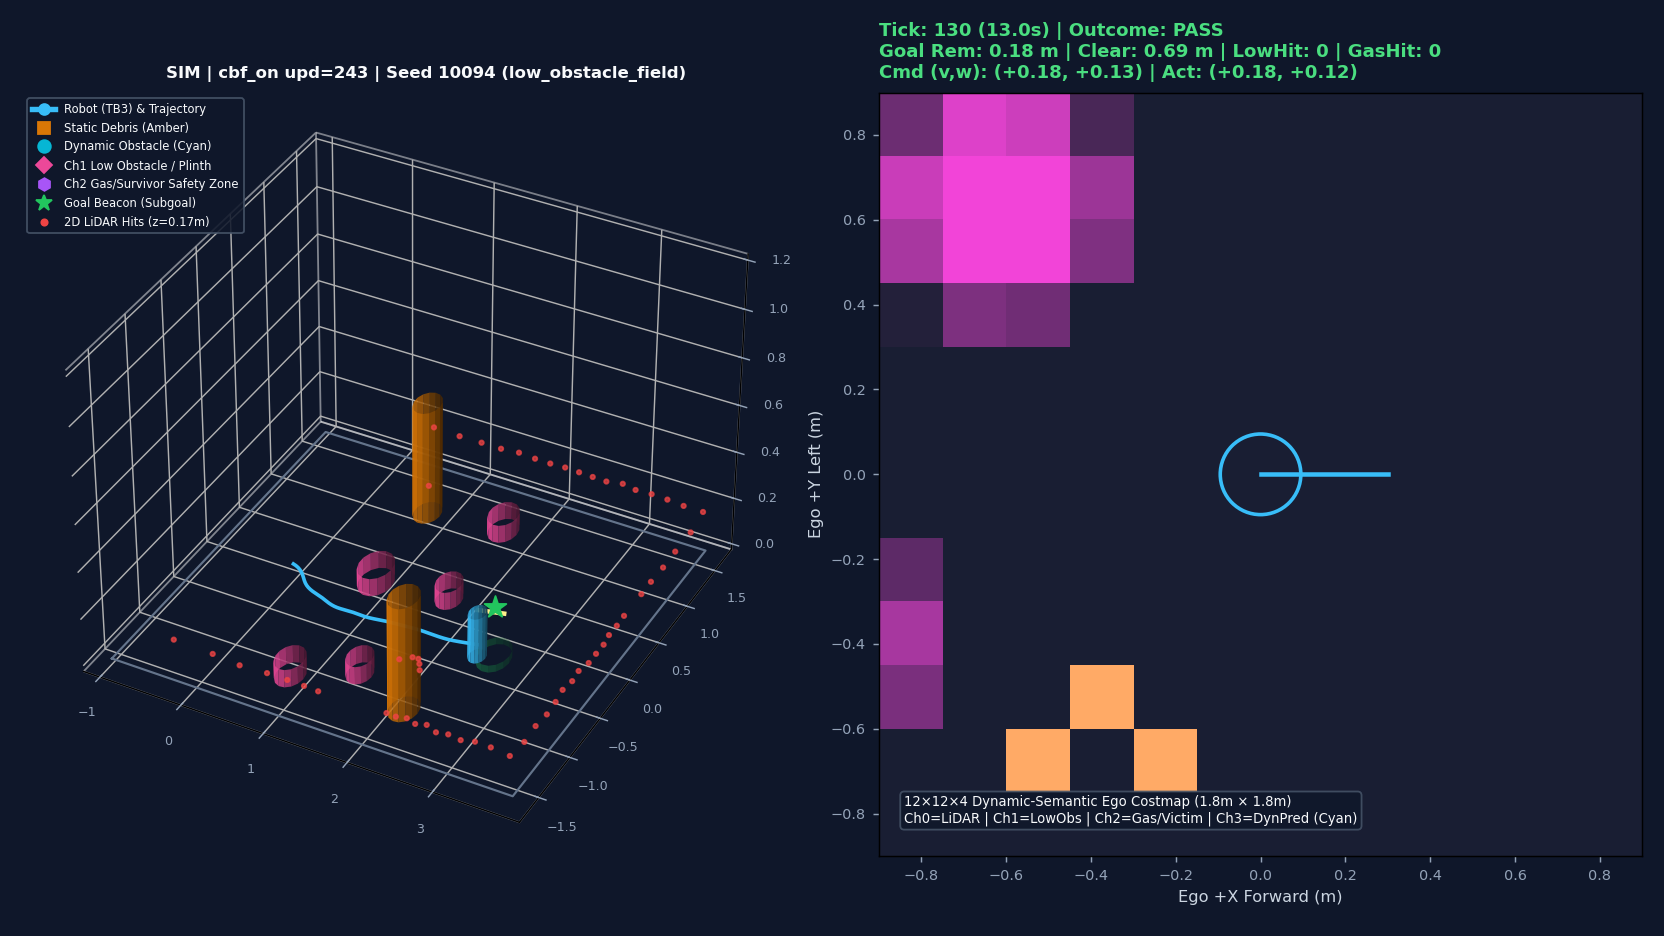 SIM | cbf_on upd=243 | Seed 10094 (low_obstacle_field)
Robot (TB3) & Trajectory
Static Debris (Amber)
Dynamic Obstacle (Cyan)
Ch1 Low Obstacle / Plinth
Ch2 Gas/Survivor Safety Zone
Goal Beacon (Subgoal)
2D LiDAR Hits (z=0.17m)
1.2
1.0
0.8
0.6
0.4
0.2
0.0
1.5
1.0
0.5
0.0
−0.5
−1.0
−1.5
−1
0
1
2
3
Tick: 130 (13.0s) | Outcome: PASS
Goal Rem: 0.18 m | Clear: 0.69 m | LowHit: 0 | GasHit: 0
Cmd (v,w): (+0.18, +0.13) | Act: (+0.18, +0.12)
Ego +Y Left (m)
0.8
0.6
0.4
0.2
0.0
−0.2
−0.4
−0.6
−0.8
12×12×4 Dynamic-Semantic Ego Costmap (1.8m × 1.8m)
Ch0=LiDAR | Ch1=LowObs | Ch2=Gas/Victim | Ch3=DynPred (Cyan)
−0.8 −0.6 −0.4 −0.2 0.0 0.2 0.4 0.6 0.8
Ego +X Forward (m)